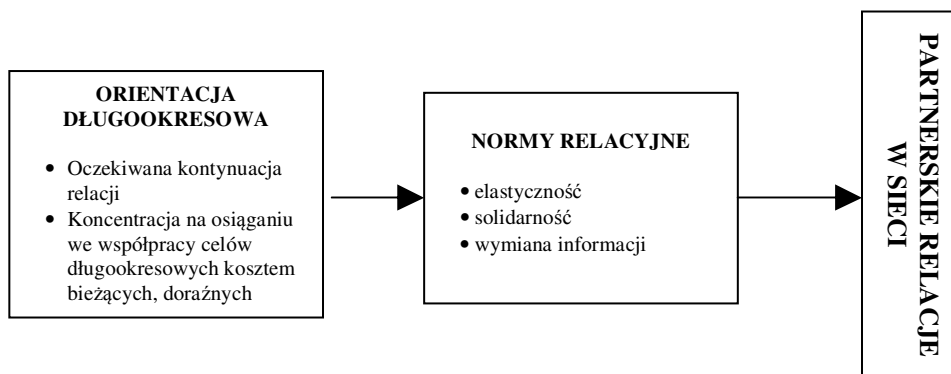 ORIENTACJA
DŁUGOOKRESOWA
• Oczekiwana kontynuacja
relacji
• Koncentracja na osiąganiu
we współpracy celów
długookresowych kosztem
bieżących, doraźnych
NORMY RELACYJNE
• elastyczność
• solidarność
• wymiana informacji
PARTNERSKIE RELACJE
W SIECI